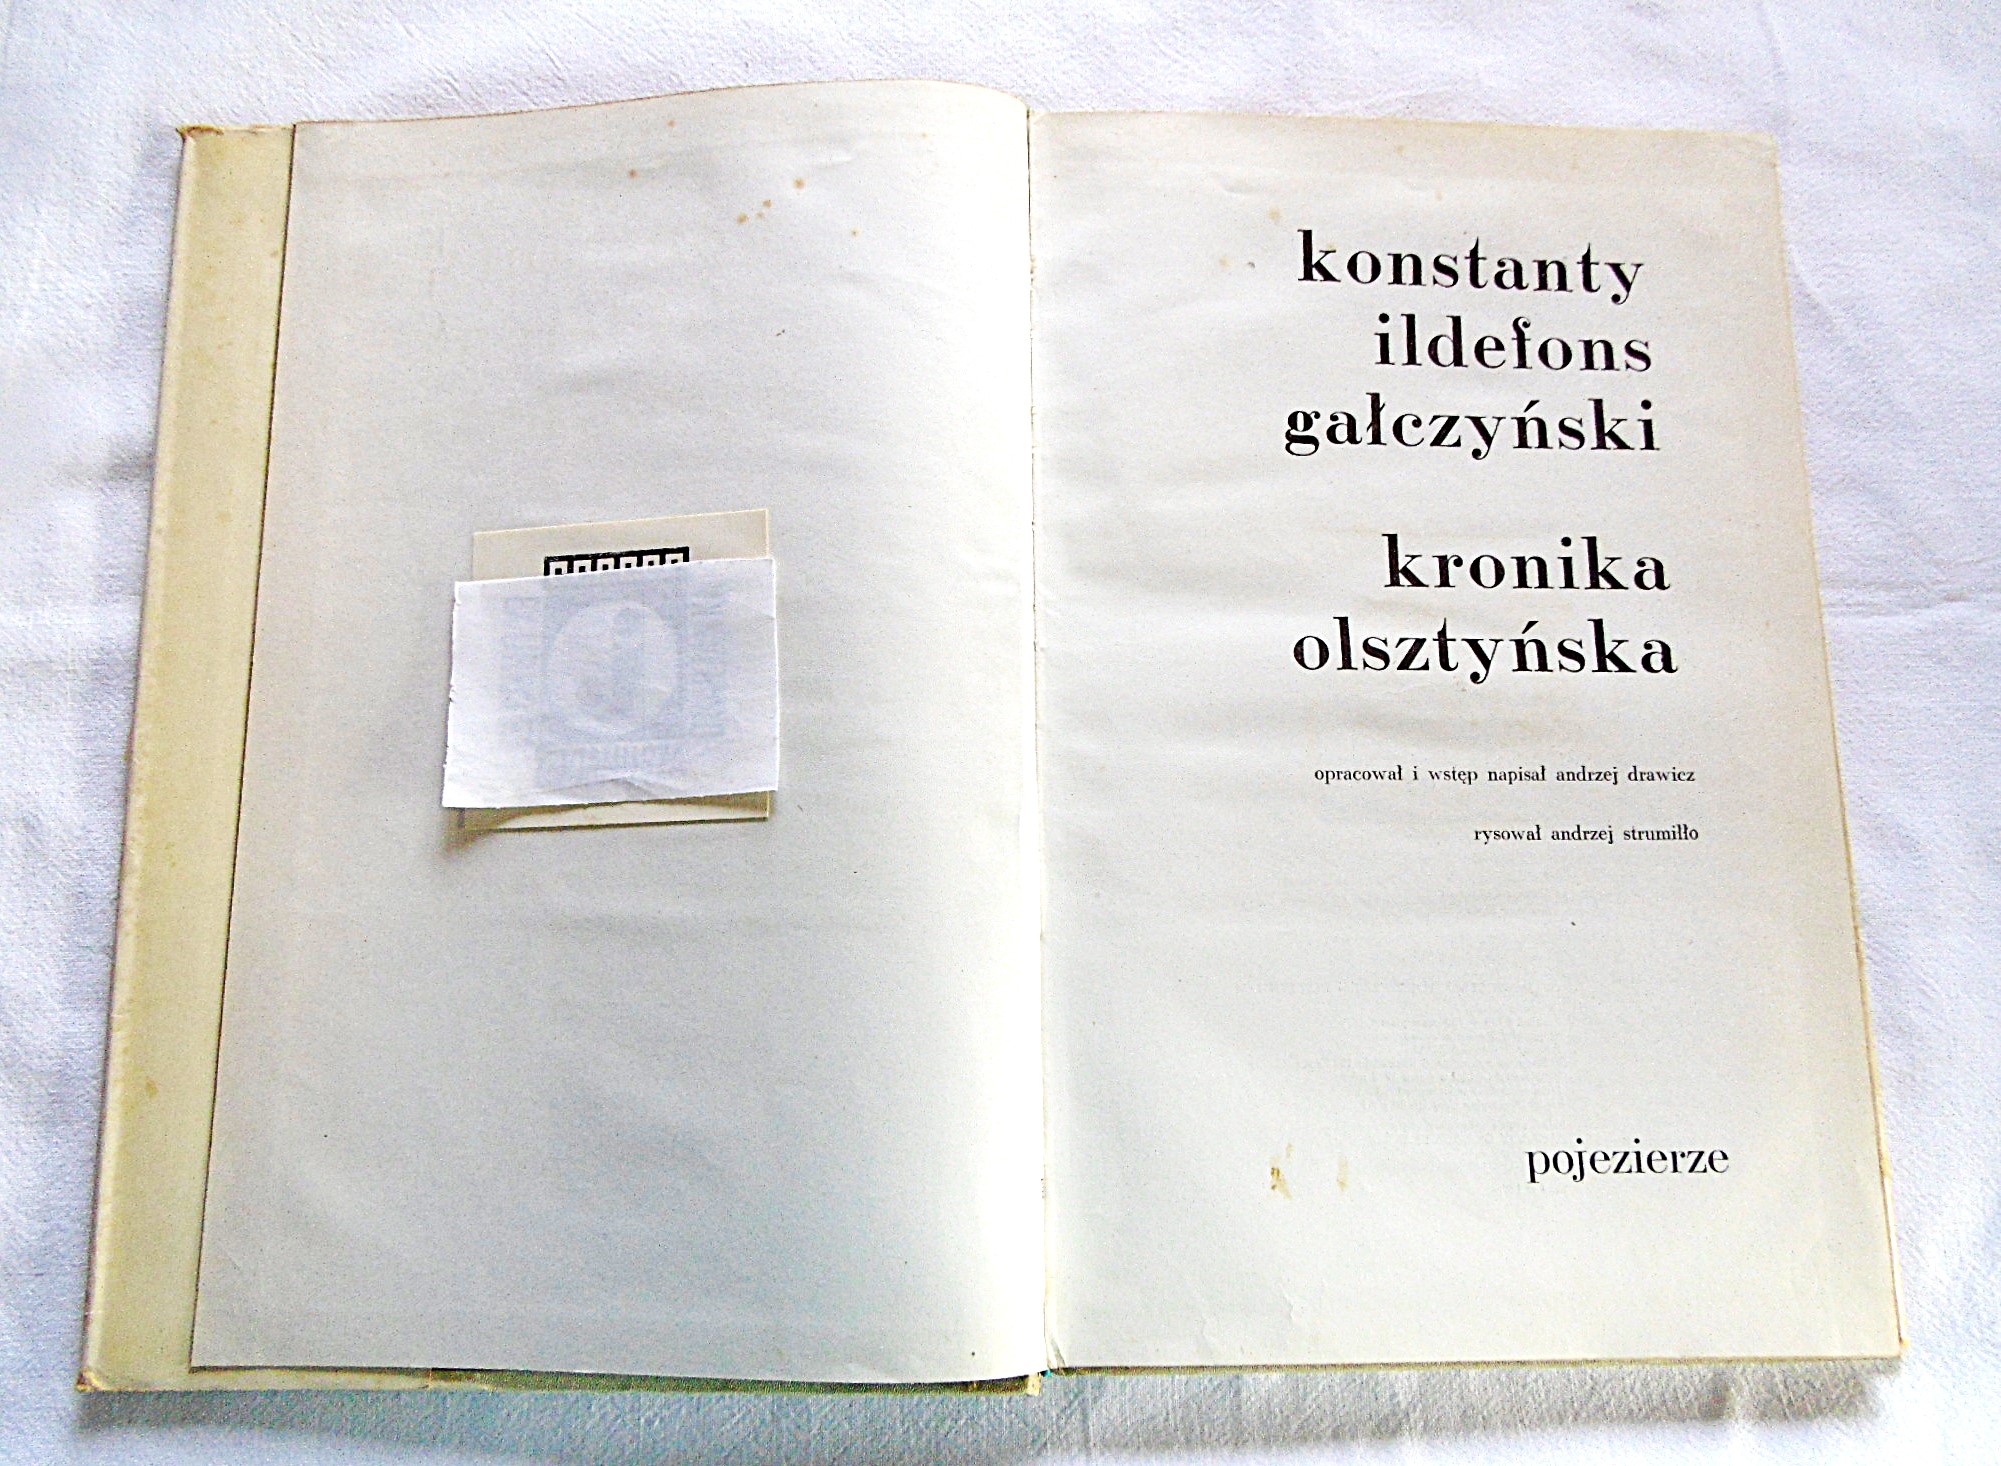 konstanty
ildefons
gałczyński
kronika
olsztyńska
opracował i wstęp napisał andrzej drawicz
rysował andrzej strumiłło
pojezierze